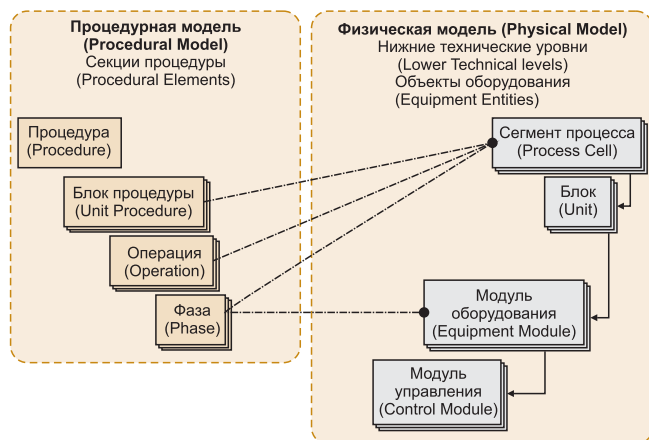 Процедурная модель
(Procedural Model)
Секции процедуры
(Procedural Elements)
Процедура
(Procedure)
Блок процедуры
(Unit Procedure)
Операция
(Operation)
Фаза
(Phase)
Физическая модель (Physical Model)
Нижние технические уровни
(Lower Technical levels)
Объекты оборудования
(Equipment Entities)
Сегмент процесса
(Process Cell)
Блок
(Unit)
Модуль
оборудования
(Equipment Module)
Модуль
управления
(Control Module)